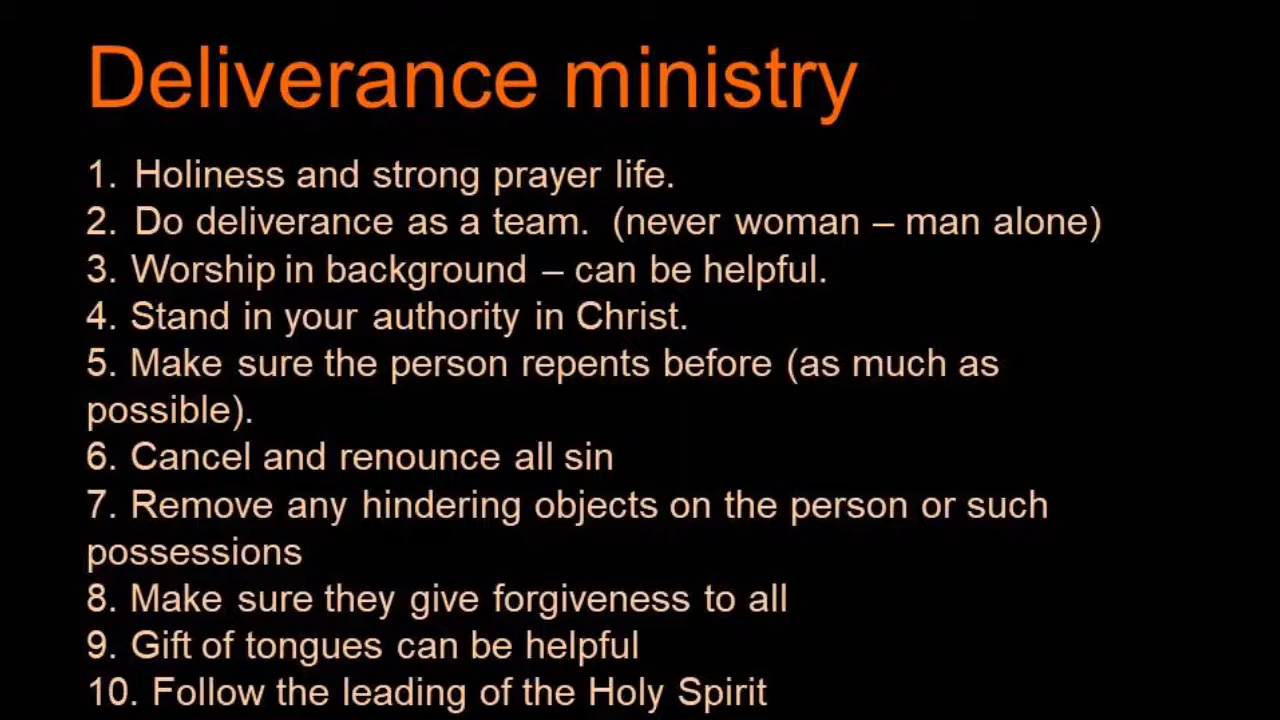 Deliverance ministry
1. Holiness and strong prayer life.
2. Do deliverance as a team. (never woman – man alone)
3. Worship in background – can be helpful.
4. Stand in your authority in Christ.
5. Make sure the person repents before (as much as
possible).
6. Cancel and renounce all sin
7. Remove any hindering objects on the person or such
possessions
8. Make sure they give forgiveness to all
9. Gift of tongues can be helpful
10. Follow the leading of the Holy Spirit